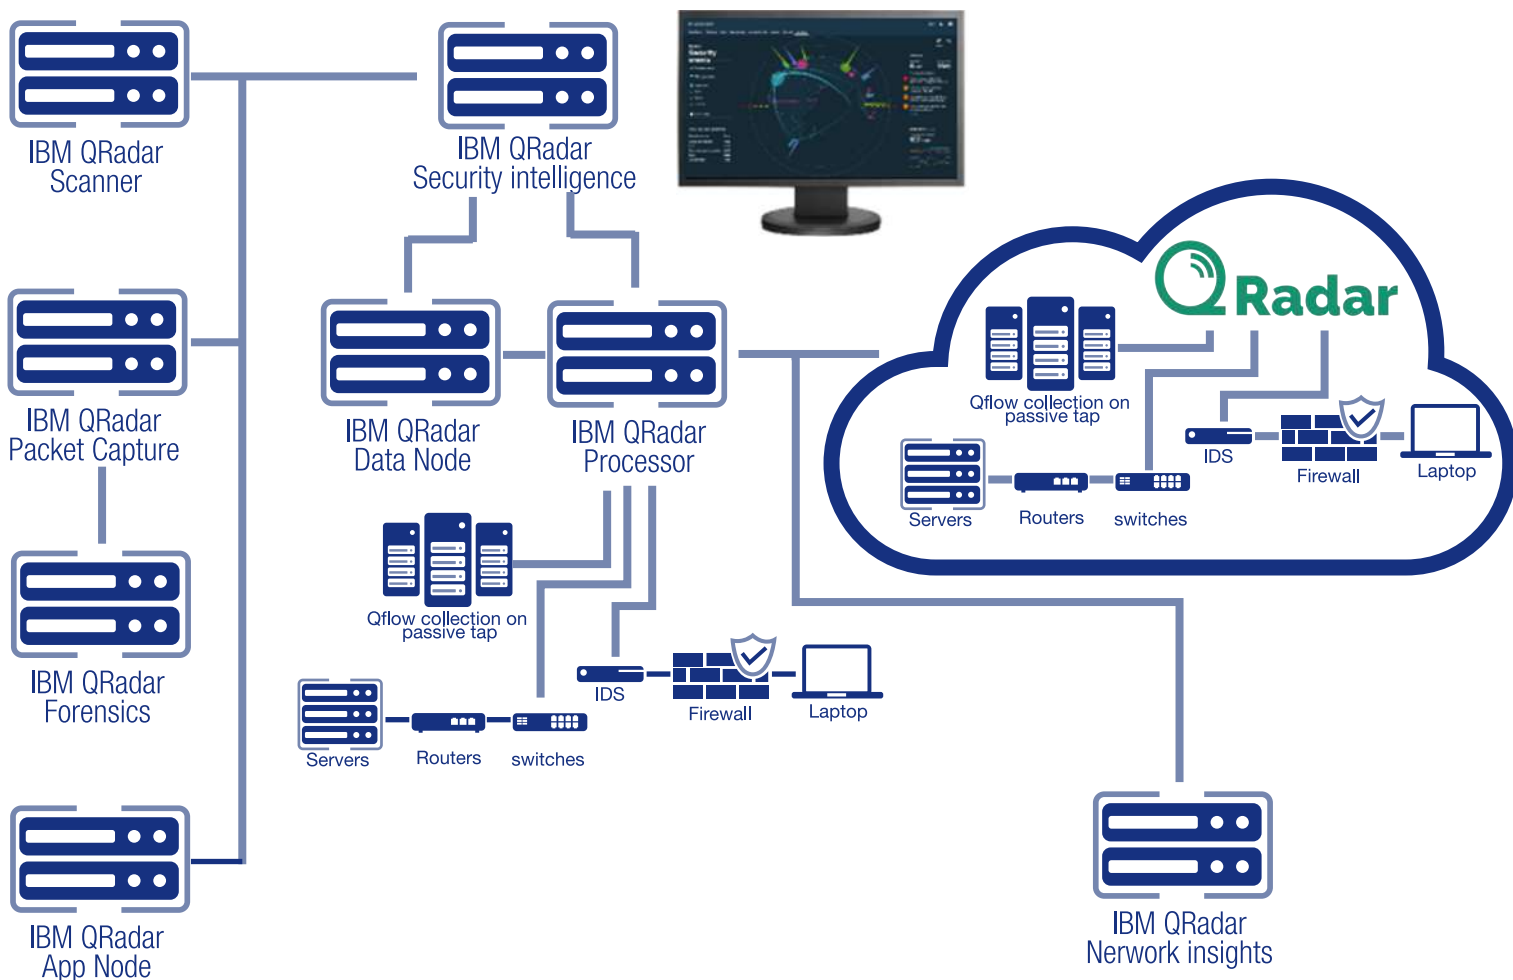 IBM QRadar
Scanner
IBM QRadar
Security intelligence
Security
QRadar
IBM QRadar
Packet Capture
IBM QRadar
Data Node
IBM QRadar
Processor
Qflow collection on
passive tap
IDS
Firewall
Laptop
Servers
Routers
switches
Qflow collection on
passive tap
IDS
Firewall
Laptop
Servers
Routers
switches
IBM QRadar
Forensics
IBM QRadar
App Node
IBM QRadar
Nerwork insights